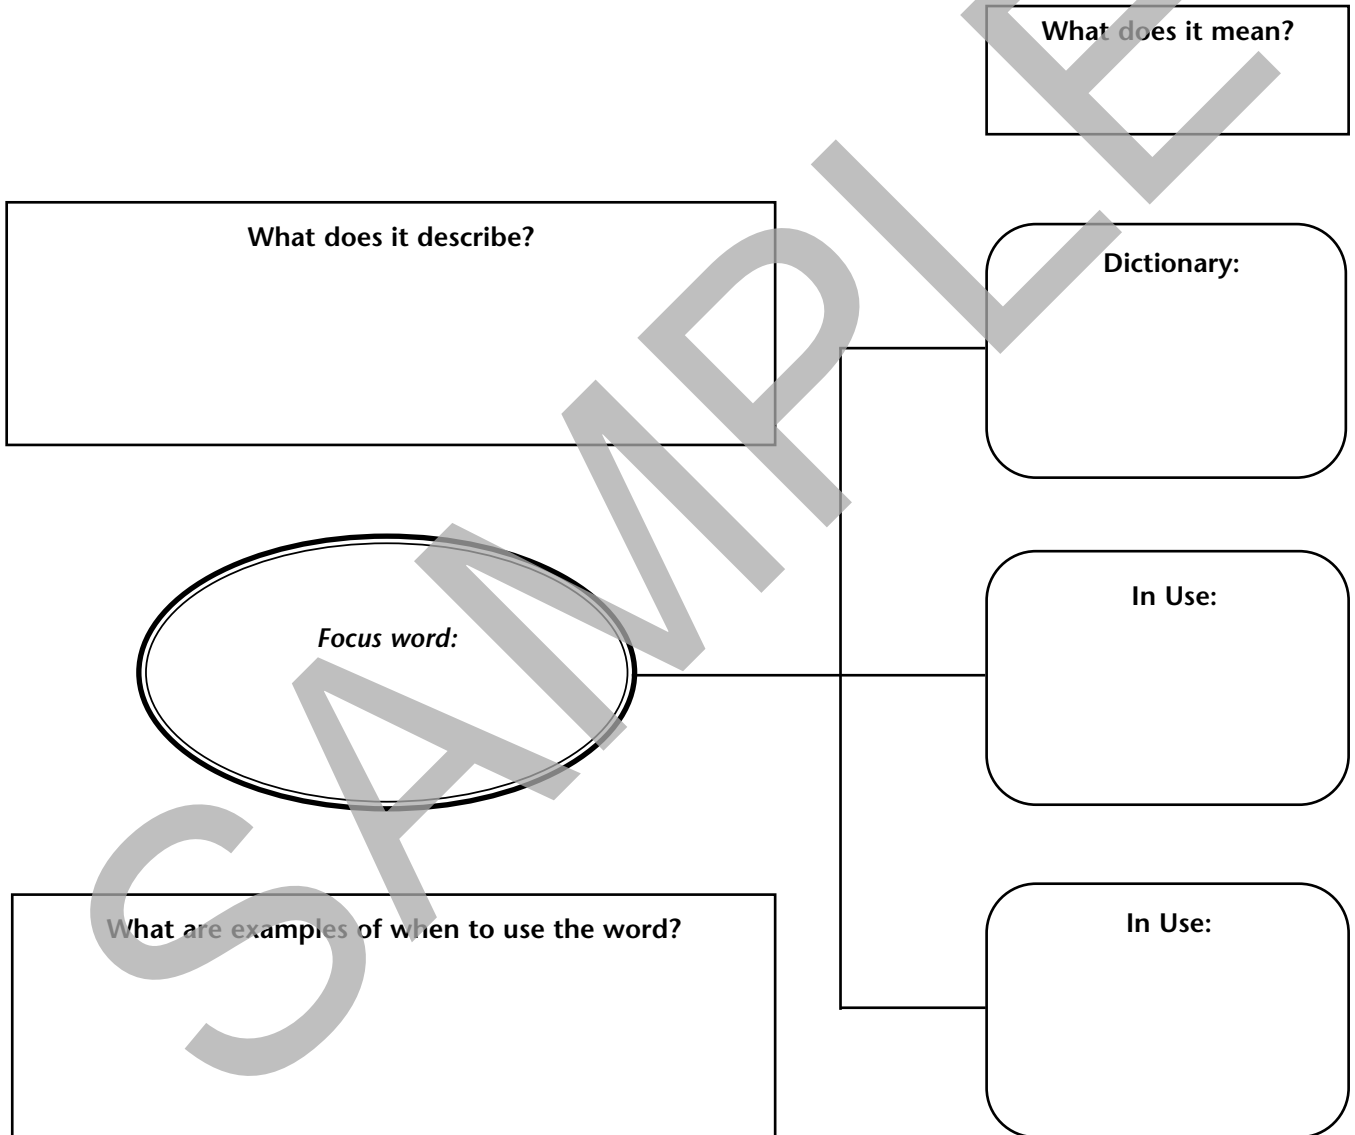 What does it mean?
What does it describe?
Dictionary:
In Use:
Focus word:
In Use:
What are examples of when to use the word?
SAMPLE